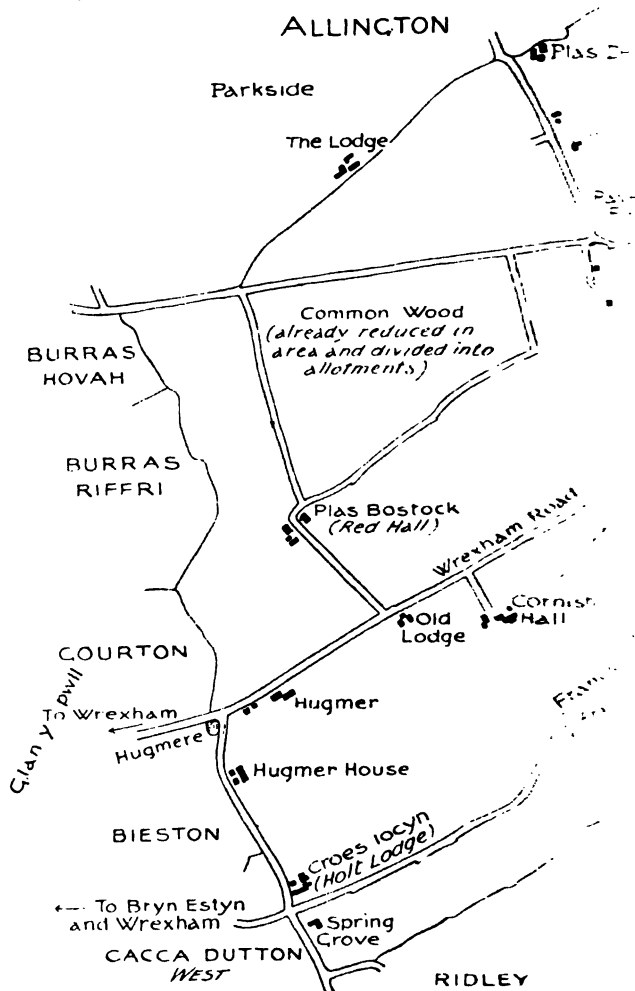 ALLINGTON
Plas
Parkside
The Lodge
Common Wood
(already reduced in
area and divided into
allotments)
BURRAS
HOVAH
BURRAS
RIFFRI
Plas Bostock
(Red Hall)
Wrexham Road
Old
Lodge
Cornish
Hall
COURTON
Glan y pwll
To Wrexham
Hugmer
Hugmere
Hugmer House
BIESTON
Croes Iocyn
(Holt Lodge)
To Bryn Estyn
and Wrexham
Spring
Grove
CACCA DUTTON
WEST
RIDLEY